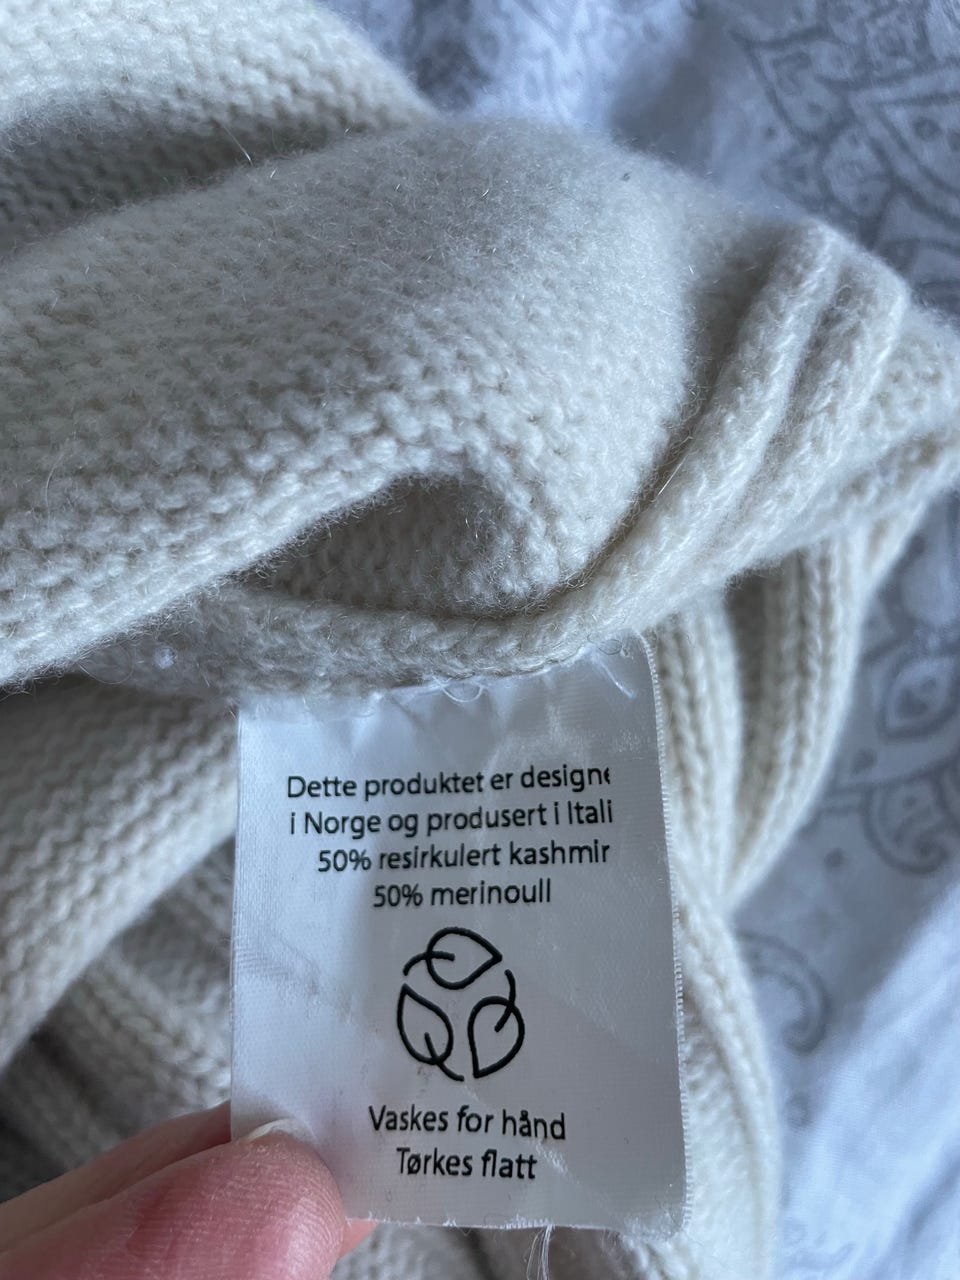 Dette produktet er designe
i Norge og produsert i Itali
50% resirkulert kashmir
50% merinoull
Vaskes for hånd
Tørkes flatt